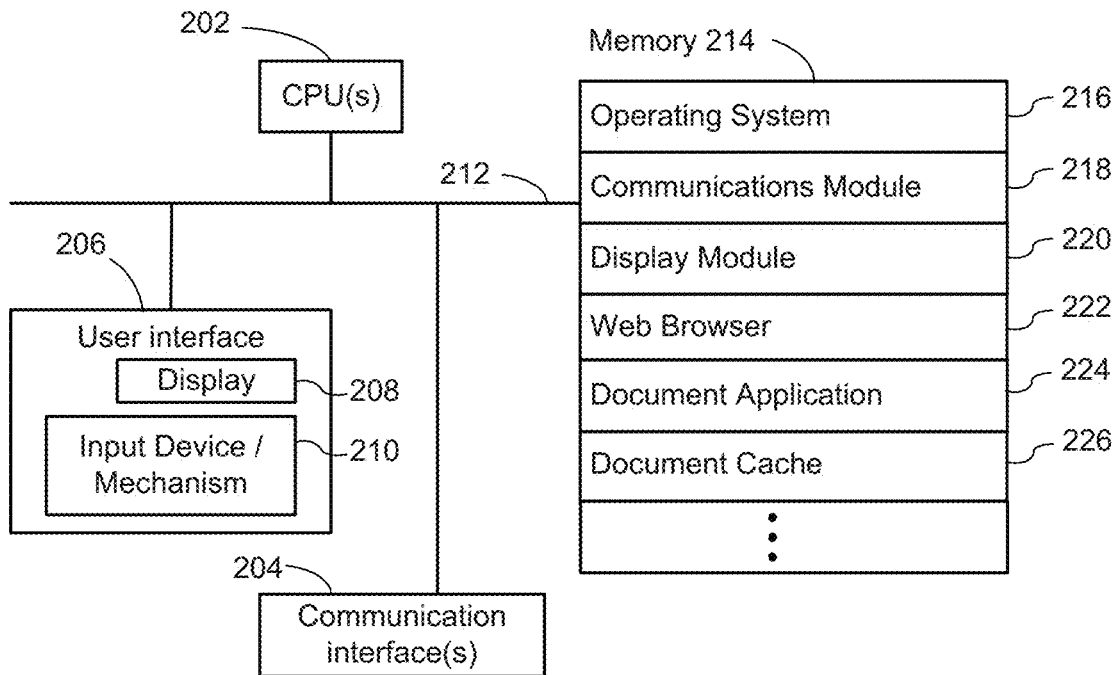 202
CPU(s)
Memory 214
Operating System
216
Communications Module
218
212
Display Module
220
Web Browser
222
Document Application
224
Document Cache
226
206
User interface
Display
208
Input Device /
Mechanism
210
204
Communication
interface(s)